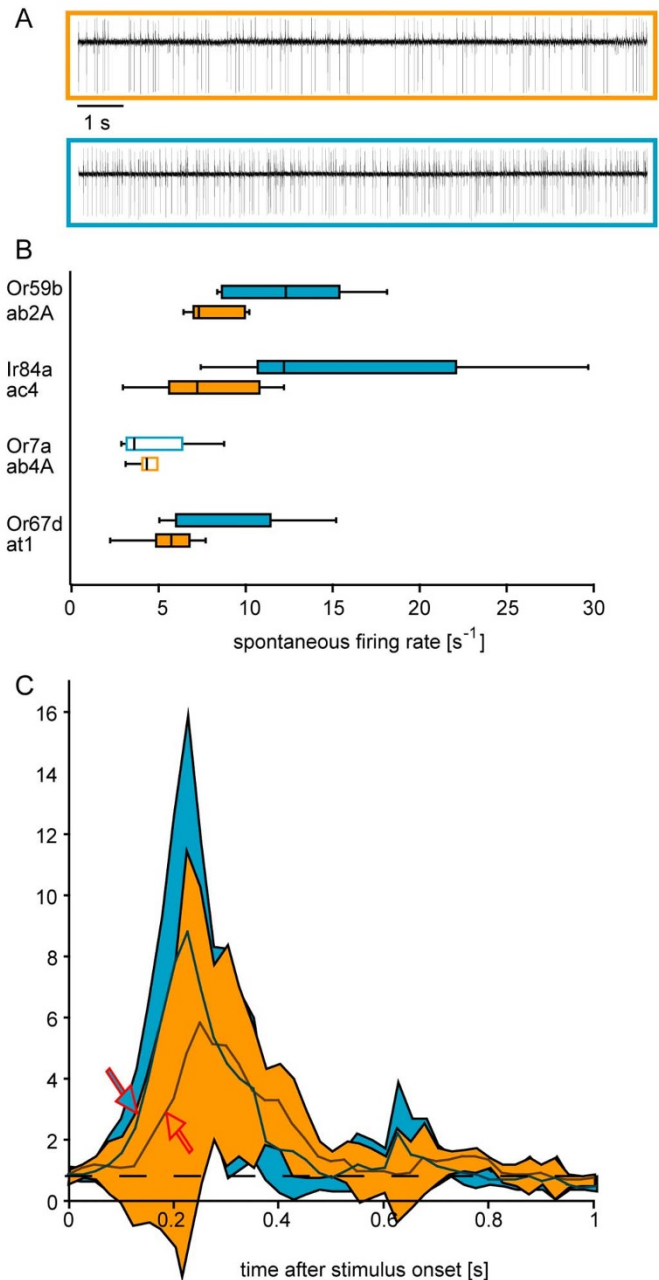 A
1 s
B
Or59b
ab2A
Ir84a
ac4
Or7a
ab4A
Or67d
at1
0 5 10 15 20 25 30
spontaneous firing rate [s⁻¹]
C
16
14
12
10
8
6
4
2
0
0 0.2 0.4 0.6 0.8 1
time after stimulus onset [s]